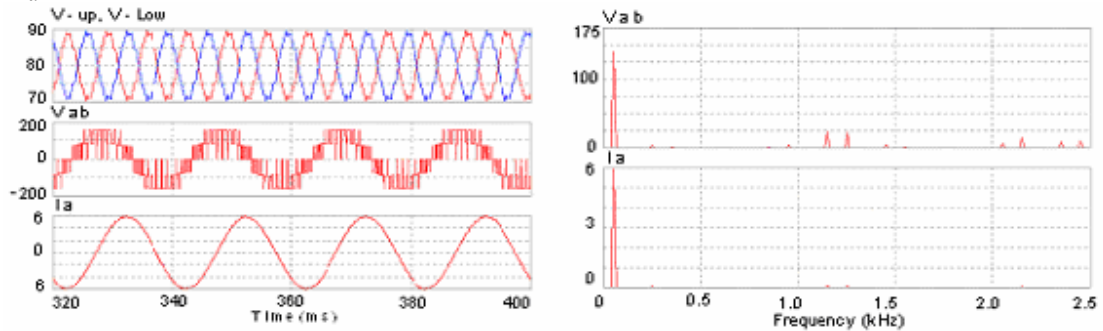 V- up, V- Low
90
80
70
Vab
200
0
-200
Ia
6
0
6
320 340 360 380 400
Time (ms)
Vab
175
100
0
Ia
6
3
0
0 0.5 1.0 1.5 2.0 2.5
Frequency (kHz)